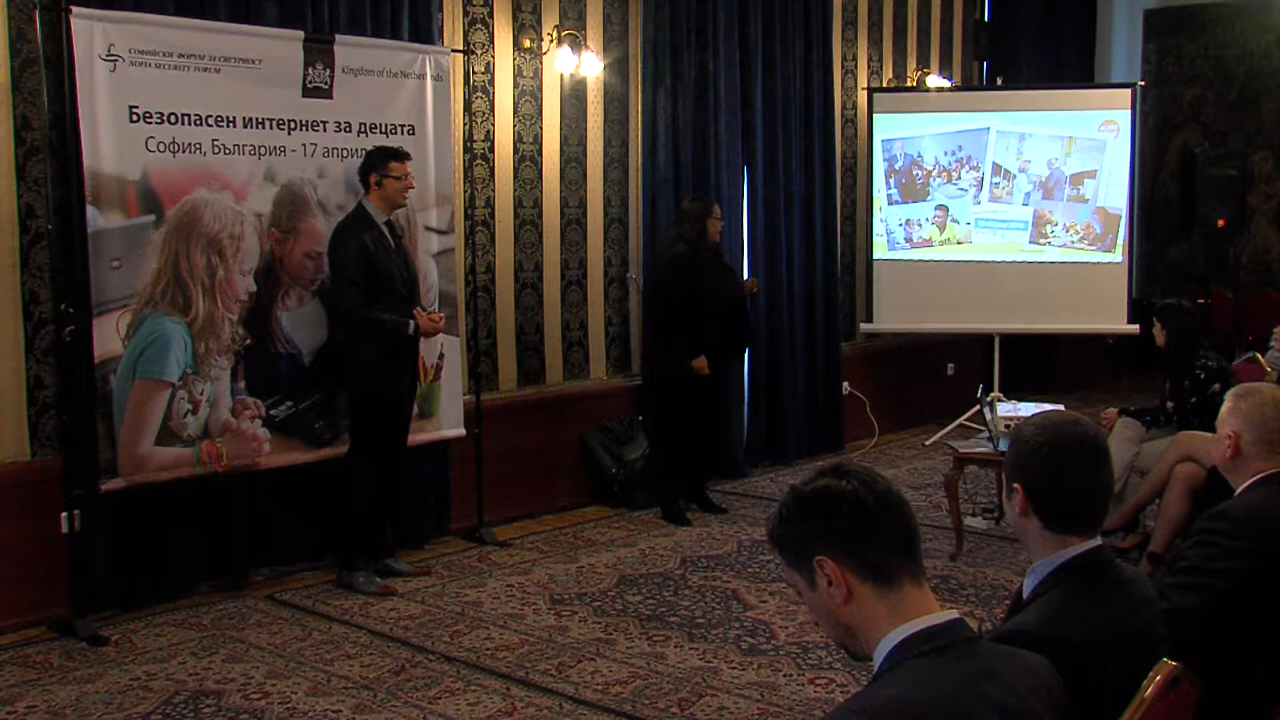 СОФИЙСКИ ФОРУМ ЗА СИГУРНОСТ
SOFIA SECURITY FORUM
Kingdom of the Netherlands
Безопасен интернет за децата
София, България - 17 април